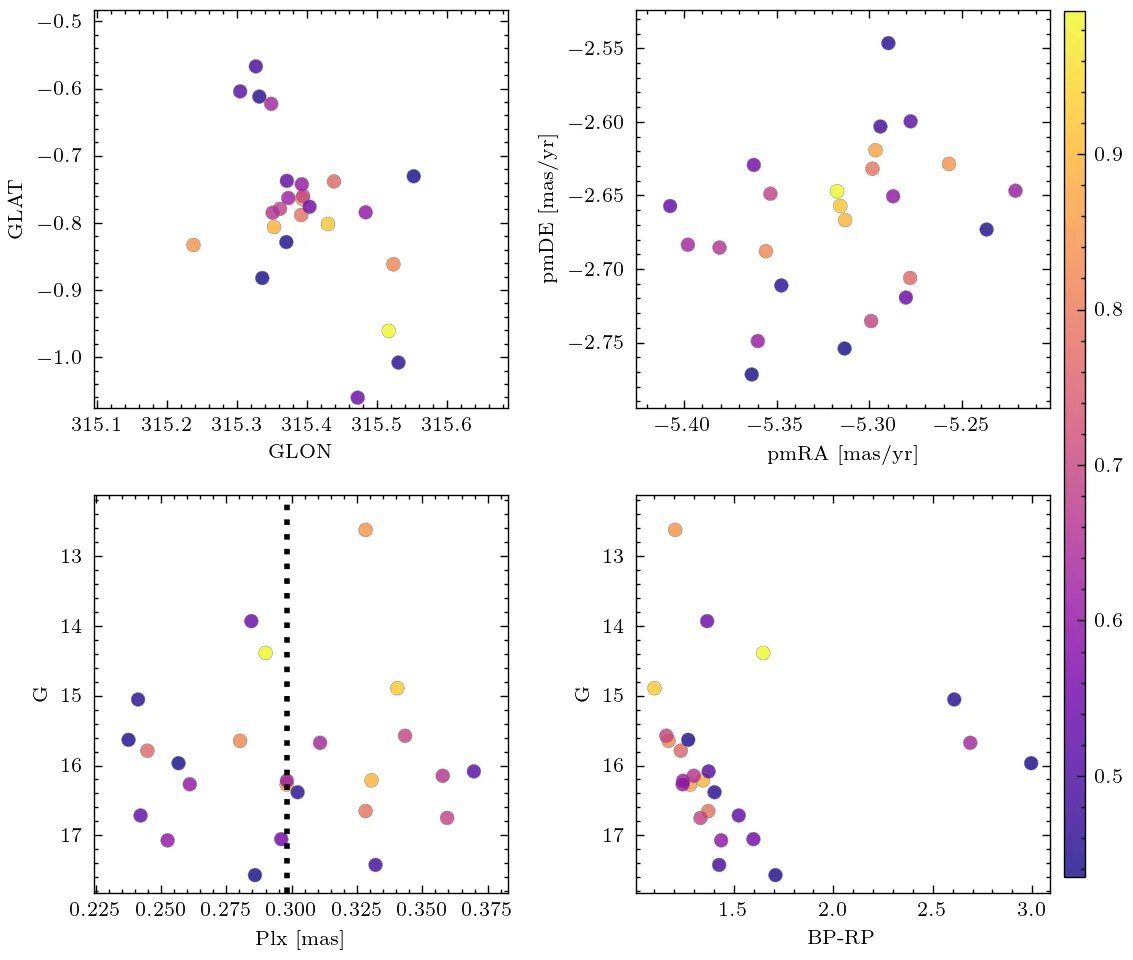 −0.5
−0.6
−0.7
−0.8
−0.9
−1.0
GLAT
315.1 315.2 315.3 315.4 315.5 315.6
GLON
−2.55
−2.60
−2.65
−2.70
−2.75
pmDE [mas/yr]
−5.40 −5.35 −5.30 −5.25
pmRA [mas/yr]
0.9
0.8
0.7
0.6
0.5
13
14
15
16
17
G
0.225 0.250 0.275 0.300 0.325 0.350 0.375
Plx [mas]
13
14
15
16
17
G
1.5 2.0 2.5 3.0
BP-RP